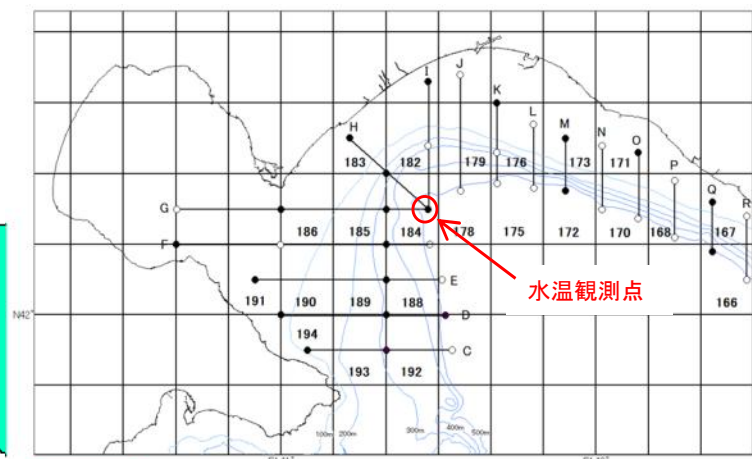 I
J
K
L
H
M
N
O
183
182
179
176
173
171
P
Q
R
G
186
185
184
178
175
172
170
168
167
F
水温観測点
E
191
190
189
188
166
N42°
D
194
C
193
192
100m
200m
300m
400m
500m